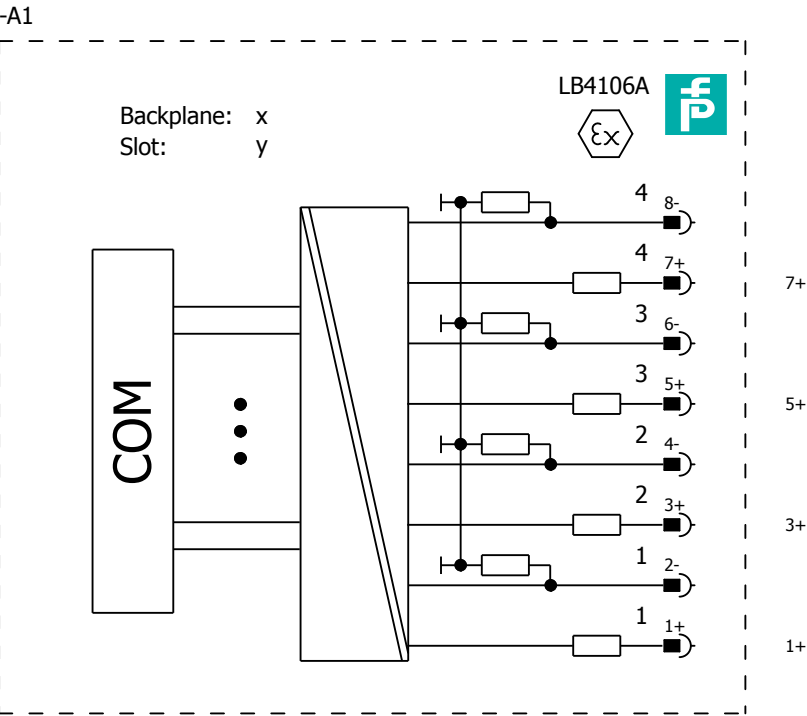 -A1
LB4106A
Backplane: x
Slot: y
Ex
4 8-
4 7+ 7+
3 6-
3 5+ 5+
2 4-
2 3+ 3+
1 2-
1 1+ 1+
COM